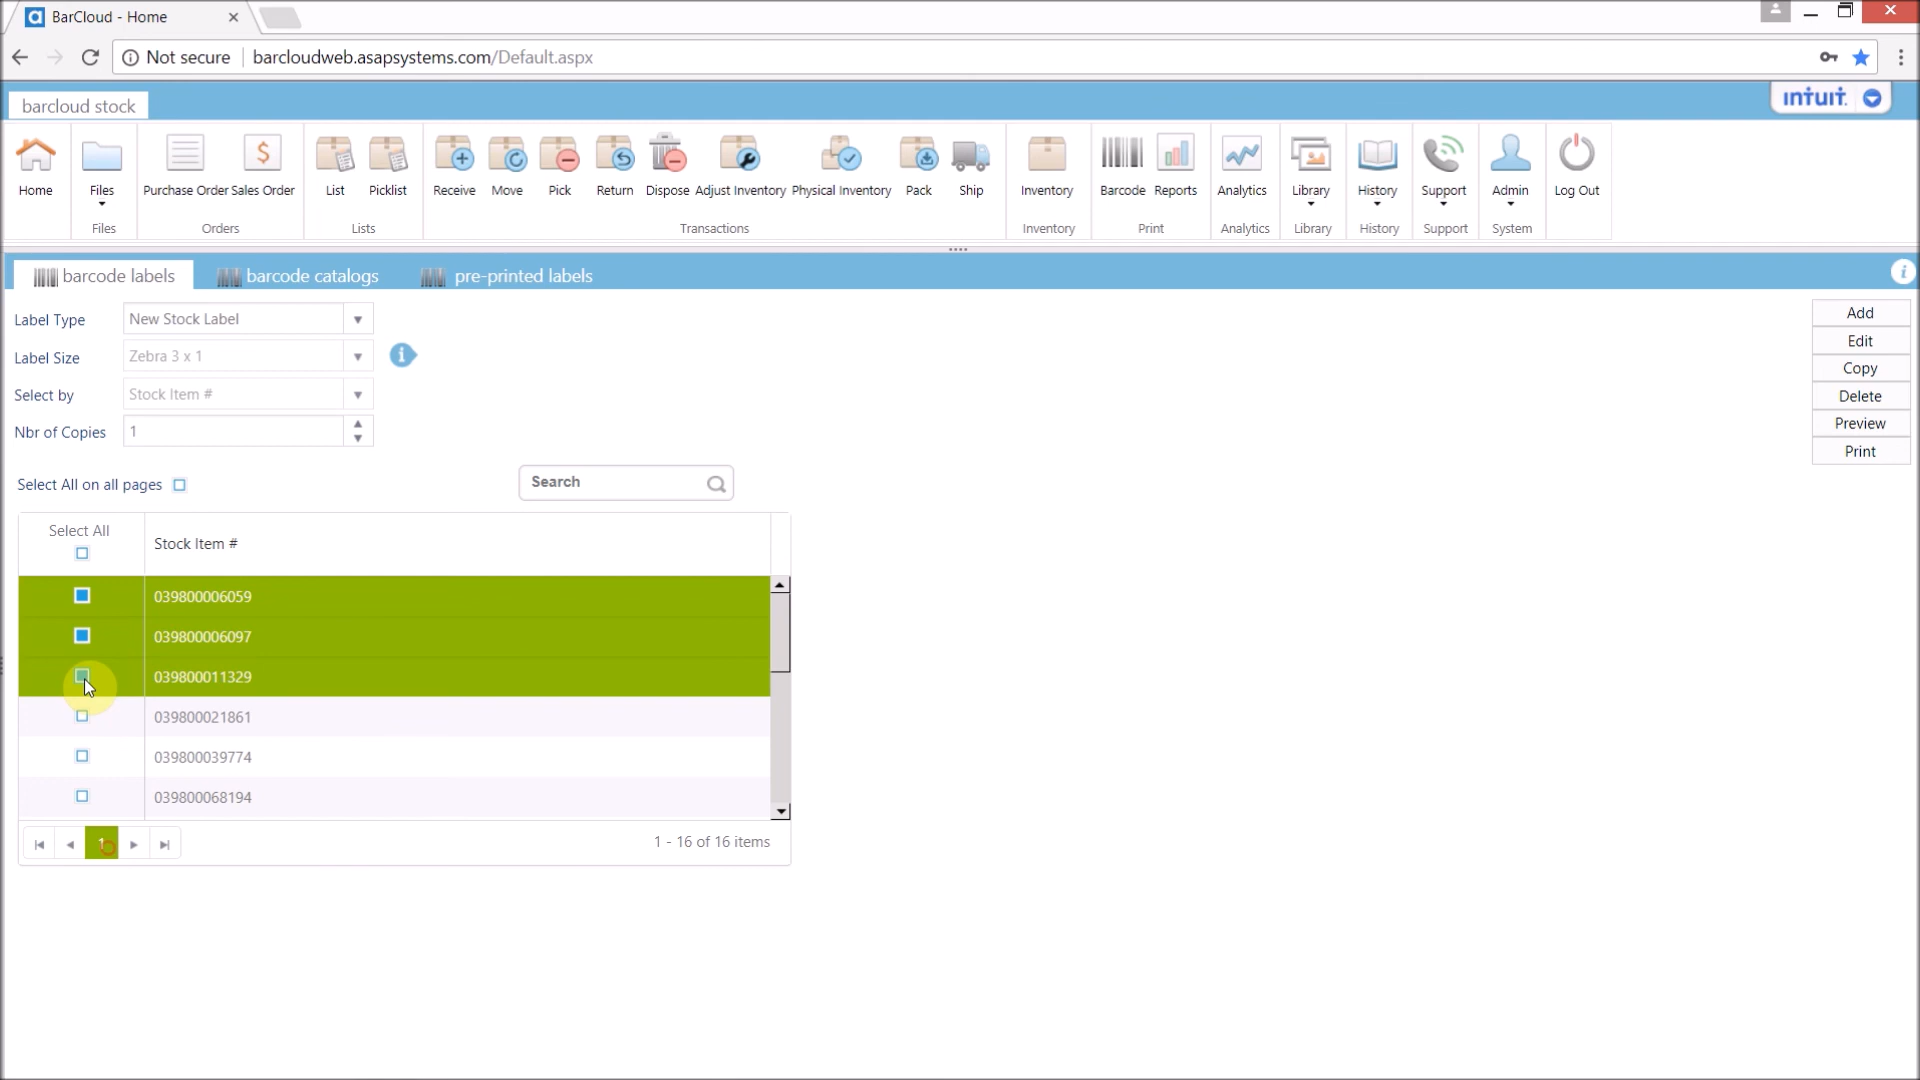 BarCloud - Home
Not secure
barcloudweb.asapsystems.com/Default.aspx
barcloud stock
intuit.
Home
Files
Purchase Order
Sales Order
List
Picklist
Receive
Move
Pick
Return
Dispose
Adjust Inventory
Physical Inventory
Pack
Ship
Inventory
Barcode
Reports
Analytics
Library
History
Support
Admin
Log Out
Files
Orders
Lists
Transactions
Inventory
Print
Analytics
Library
History
Support
System
barcode labels
barcode catalogs
pre-printed labels
Label Type
New Stock Label
Label Size
Zebra 3 x 1
Select by
Stock Item #
Nbr of Copies
1
Add
Edit
Copy
Delete
Preview
Print
Select All on all pages
Search
Select All
Stock Item #
039800006059
039800006097
039800011329
039800021861
039800039774
039800068194
1
1 - 16 of 16 items